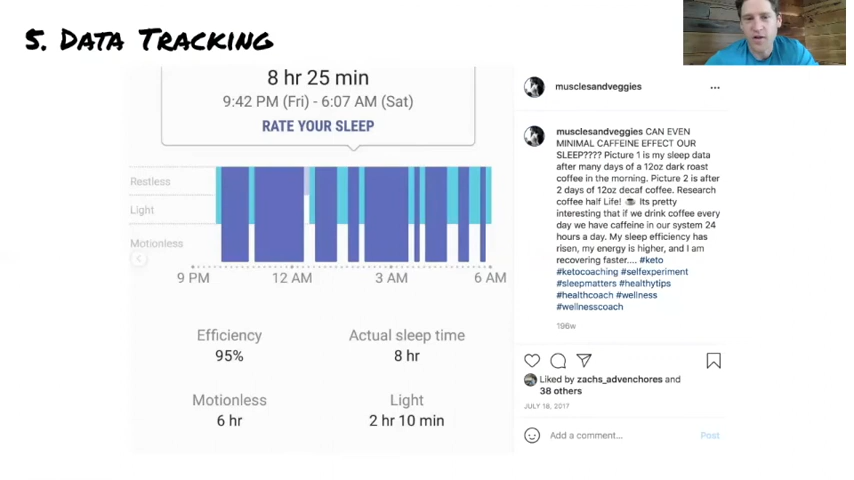 5. Data Tracking
8 hr 25 min
9:42 PM (Fri) - 6:07 AM (Sat)
RATE YOUR SLEEP
Restless
Light
Motionless
9 PM 12 AM 3 AM 6 AM
Efficiency Actual sleep time
95% 8 hr
Motionless Light
6 hr 2 hr 10 min
musclesandveggies
musclesandveggies CAN EVEN
MINIMAL CAFFEINE EFFECT OUR
SLEEP???? Picture 1 is my sleep data
after many days of a 12oz dark roast
coffee in the morning. Picture 2 is after
2 days of 12oz decaf coffee. Research
coffee half Life! ☕ Its pretty
interesting that if we drink coffee every
day we have caffeine in our system 24
hours a day. My sleep efficiency has
risen, my energy is higher, and I am
recovering faster.... #keto
#ketocoaching #selfexperiment
#sleepmatters #healthytips
#healthcoach #wellness
#wellnesscoach
196w
Liked by zachs_advenchores and
38 others
JULY 18, 2017
Add a comment... Post